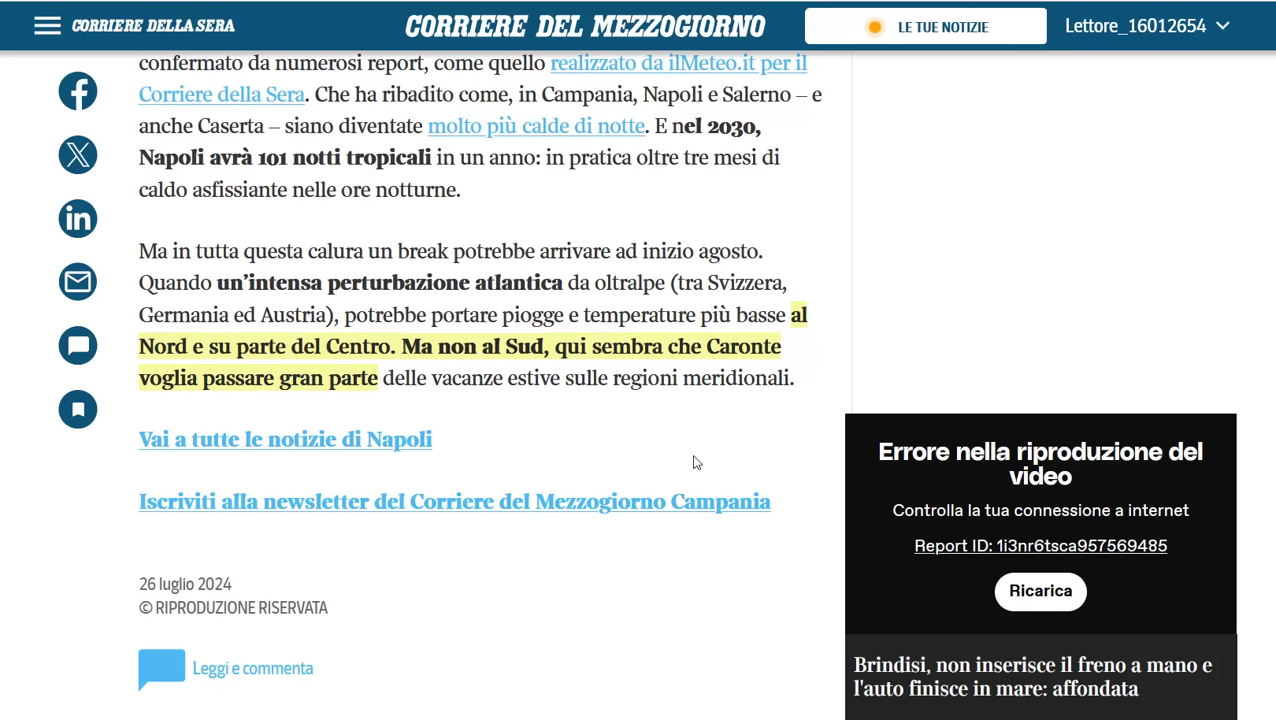 CORRIERE DELLA SERA
CORRIERE DEL MEZZOGIORNO
LE TUE NOTIZIE
Lettore_16012654
confermato da numerosi report, come quello realizzato da ilMeteo.it per il
Corriere della Sera. Che ha ribadito come, in Campania, Napoli e Salerno – e
anche Caserta – siano diventate molto più calde di notte. E nel 2030,
Napoli avrà 101 notti tropicali in un anno: in pratica oltre tre mesi di
caldo asfissiante nelle ore notturne.
Ma in tutta questa calura un break potrebbe arrivare ad inizio agosto.
Quando un’intensa perturbazione atlantica da oltralpe (tra Svizzera,
Germania ed Austria), potrebbe portare piogge e temperature più basse al
Nord e su parte del Centro. Ma non al Sud, qui sembra che Caronte
voglia passare gran parte delle vacanze estive sulle regioni meridionali.
Vai a tutte le notizie di Napoli
Iscriviti alla newsletter del Corriere del Mezzogiorno Campania
26 luglio 2024
© RIPRODUZIONE RISERVATA
Leggi e commenta
Errore nella riproduzione del
video
Controlla la tua connessione a internet
Report ID: 1i3nr6tsca957569485
Ricarica
Brindisi, non inserisce il freno a mano e
l'auto finisce in mare: affondata